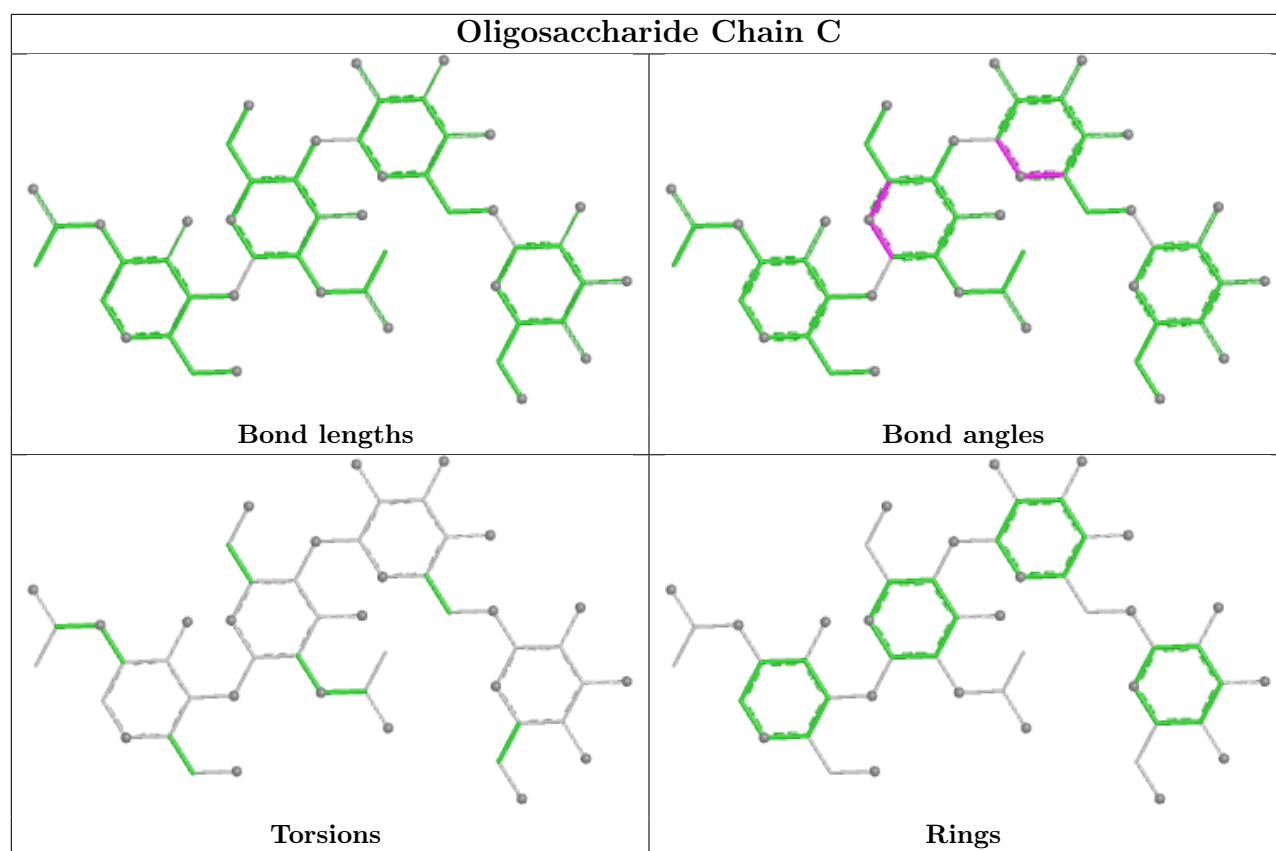 Oligosaccharide Chain C
Bond lengths
Bond angles
Torsions
Rings